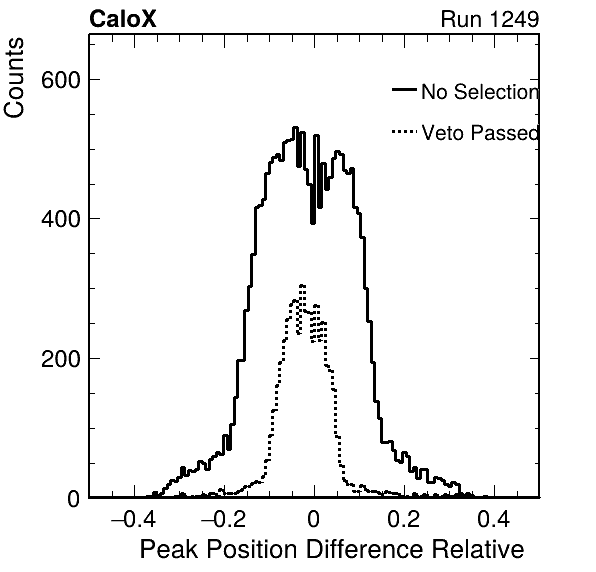 CaloX Run 1249
Counts
600
No Selection
Veto Passed
400
200
0
−0.4 −0.2 0 0.2 0.4
Peak Position Difference Relative